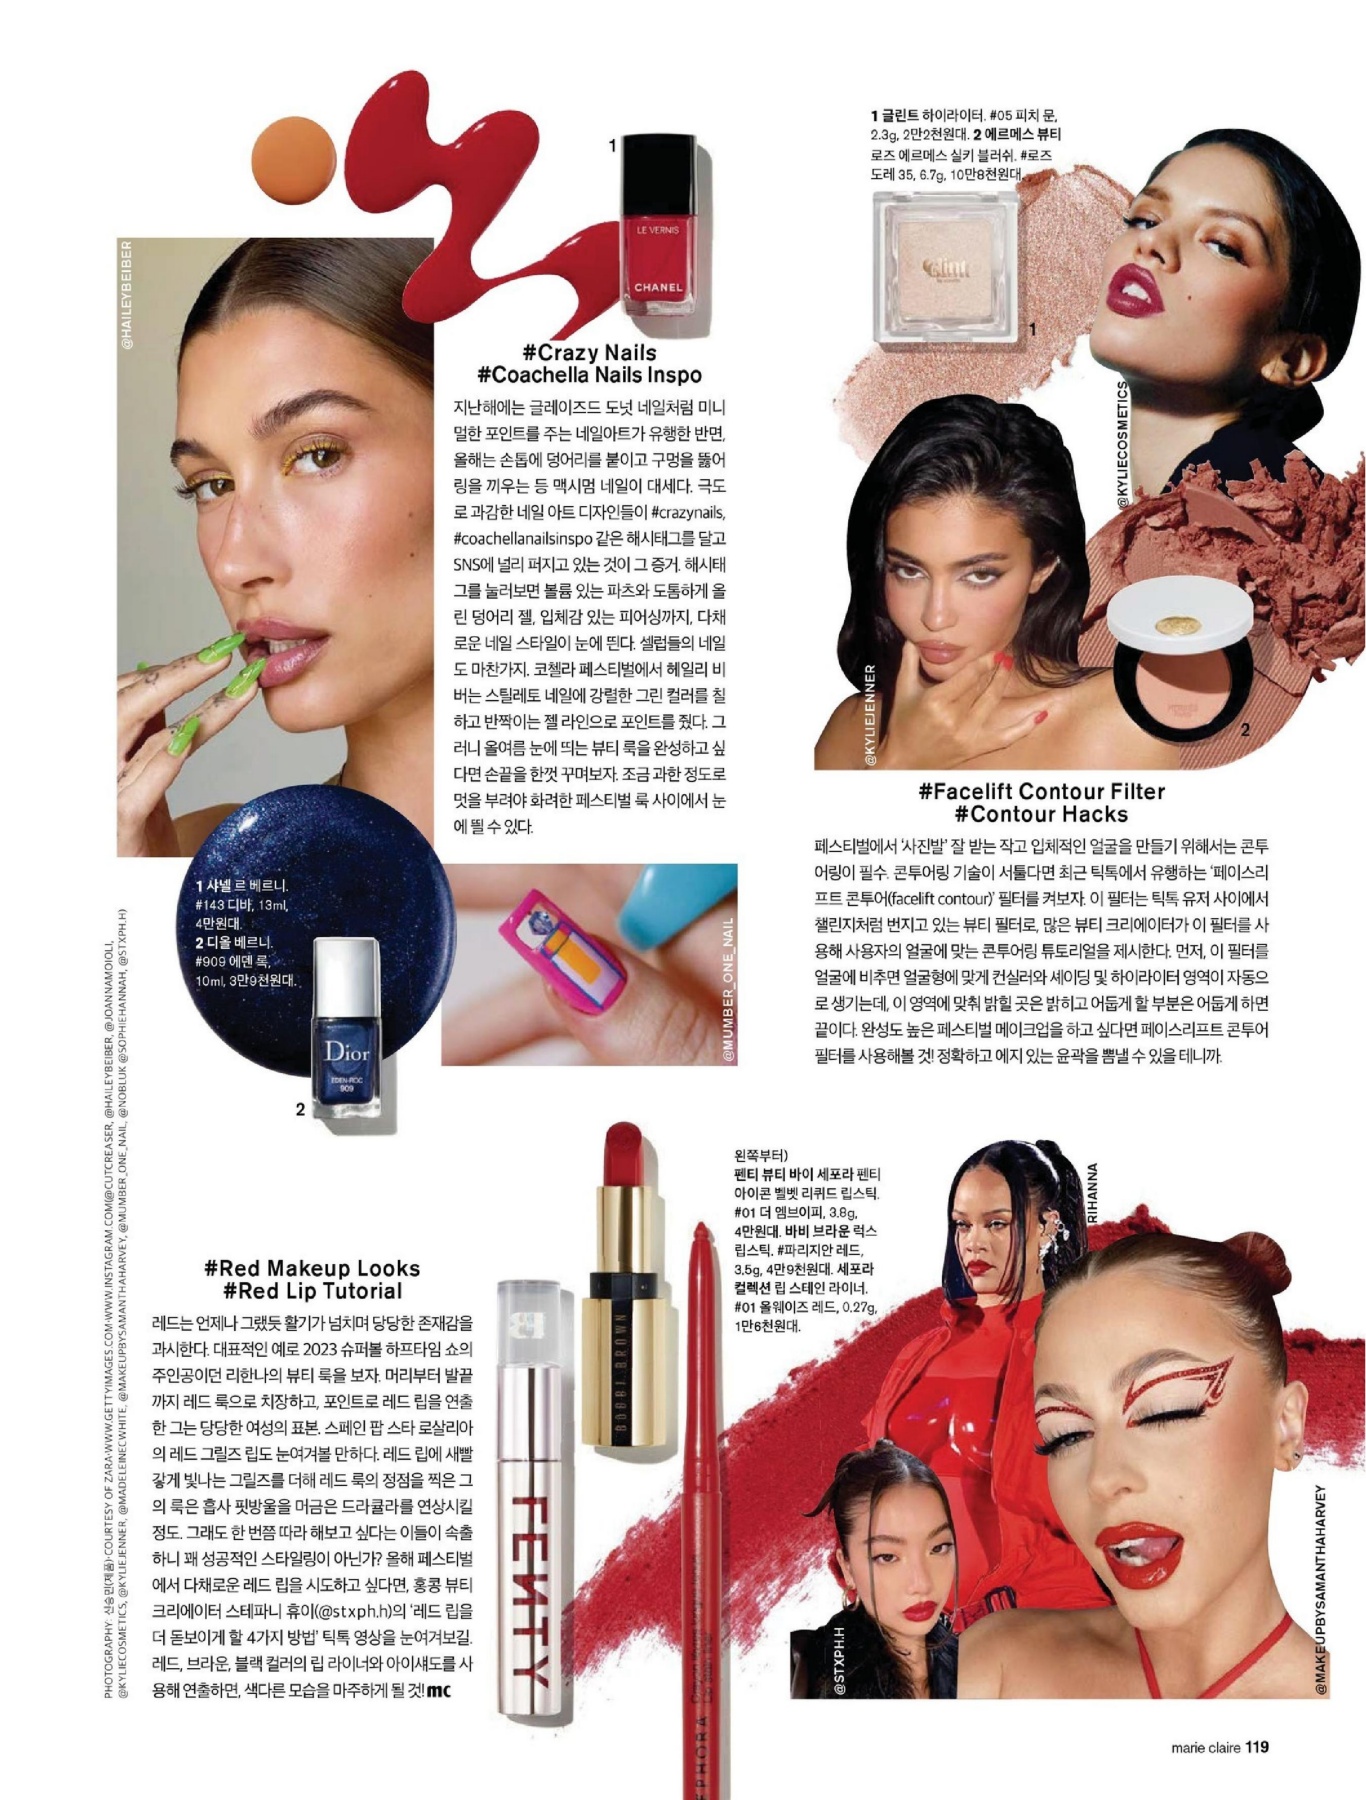 @HAILEYBEIBER
1
LE VERNIS
CHANEL
#Crazy Nails
#Coachella Nails Inspo
지난해에는 글레이즈드 도넛 네일처럼 미니
멀한 포인트를 주는 네일아트가 유행한 반면,
올해는 손톱에 덩어리를 붙이고 구멍을 뚫어
링을 끼우는 등 맥시멈 네일이 대세다. 극도
로 과감한 네일 아트 디자인들이 #crazynails,
#coachellanailsinspo 같은 해시태그를 달고
SNS에 널리 퍼지고 있는 것이 그 증거. 해시태
그를 눌러보면 볼륨 있는 파츠와 도톰하게 올
린 덩어리 젤, 입체감 있는 피어싱까지, 다채
로운 네일 스타일이 눈에 띈다. 셀럽들의 네일
도 마찬가지. 코첼라 페스티벌에서 헤일리 비
버는 스틸레토 네일에 강렬한 그린 컬러를 칠
하고 반짝이는 젤 라인으로 포인트를 줬다. 그
러니 올여름 눈에 띄는 뷰티 룩을 완성하고 싶
다면 손끝을 한껏 꾸며보자. 조금 과한 정도로
멋을 부려야 화려한 페스티벌 룩 사이에서 눈
에 띌 수 있다.
1 샤넬 르 베르니.
#143 디바, 13ml,
4만원대.
2 디올 베르니.
#909 에덴 록,
10ml, 3만9천원대.
Dior
EDEN-ROC
909
2
@MUMBER_ONE_NAIL
1 글린트 하이라이터. #05 피치 문,
2.3g, 2만2천원대. 2 에르메스 뷰티
로즈 에르메스 실키 블러쉬. #로즈
도레 35, 6.7g, 10만8천원대.
glint
1
@KYLIECOSMETICS
@KYLIEJENNER
2
#Facelift Contour Filter
#Contour Hacks
페스티벌에서 ‘사진발’ 잘 받는 작고 입체적인 얼굴을 만들기 위해서는 콘투
어링이 필수. 콘투어링 기술이 서툴다면 최근 틱톡에서 유행하는 ‘페이스리
프트 콘투어(facelift contour)’ 필터를 켜보자. 이 필터는 틱톡 유저 사이에서
챌린지처럼 번지고 있는 뷰티 필터로, 많은 뷰티 크리에이터가 이 필터를 사
용해 사용자의 얼굴에 맞는 콘투어링 튜토리얼을 제시한다. 먼저, 이 필터를
얼굴에 비추면 얼굴형에 맞게 컨실러와 셰이딩 및 하이라이터 영역이 자동으
로 생기는데, 이 영역에 맞춰 밝힐 곳은 밝히고 어둡게 할 부분은 어둡게 하면
끝이다. 완성도 높은 페스티벌 메이크업을 하고 싶다면 페이스리프트 콘투어
필터를 사용해볼 것! 정확하고 에지 있는 윤곽을 뽐낼 수 있을 테니까.
#Red Makeup Looks
#Red Lip Tutorial
레드는 언제나 그랬듯 활기가 넘치며 당당한 존재감을
과시한다. 대표적인 예로 2023 슈퍼볼 하프타임 쇼의
주인공이던 리한나의 뷰티 룩을 보자. 머리부터 발끝
까지 레드 룩으로 치장하고, 포인트로 레드 립을 연출
한 그는 당당한 여성의 표본. 스페인 팝 스타 로살리아
의 레드 그릴즈 립도 눈여겨볼 만하다. 레드 립에 새빨
갛게 빛나는 그릴즈를 더해 레드 룩의 정점을 찍은 그
의 룩은 흡사 핏방울을 머금은 드라큘라를 연상시킬
정도. 그래도 한 번쯤 따라 해보고 싶다는 이들이 속출
하니 꽤 성공적인 스타일링이 아닌가? 올해 페스티벌
에서 다채로운 레드 립을 시도하고 싶다면, 홍콩 뷰티
크리에이터 스테파니 휴이(@stxph.h)의 ‘레드 립을
더 돋보이게 할 4가지 방법’ 틱톡 영상을 눈여겨보길.
레드, 브라운, 블랙 컬러의 립 라이너와 아이섀도를 사
용해 연출하면, 색다른 모습을 마주하게 될 것! mc
왼쪽부터)
펜티 뷰티 바이 세포라 펜티
아이콘 벨벳 리퀴드 립스틱.
#01 더 엠브이피, 3.8g,
4만원대. 바비 브라운 럭스
립스틱. #파리지안 레드,
3.5g, 4만9천원대. 세포라
컬렉션 립 스테인 라이너.
#01 올웨이즈 레드, 0.27g,
1만6천원대.
FENTY
BOBBI BROWN
EPHORA
RIHANNA
@STXPH.H
@MAKEUPBYSAMANTHAHARVEY
PHOTOGRAPHY: 신승민(제품)·COURTESY OF ZARA·WWW.GETTYIMAGES.COM·WWW.INSTAGRAM.COM(@CUTCREASER, @HAILEYBEIBER, @JOANNAMOIOLI,
@KYLIECOSMETICS, @KYLIEJENNER, @MADELEINECWHITE, @MAKEUPBYSAMANTHAHARVEY, @MUMBER_ONE_NAIL, @NOBLUK @SOPHIEHANNAH, @STXPH.H)
marie claire 119